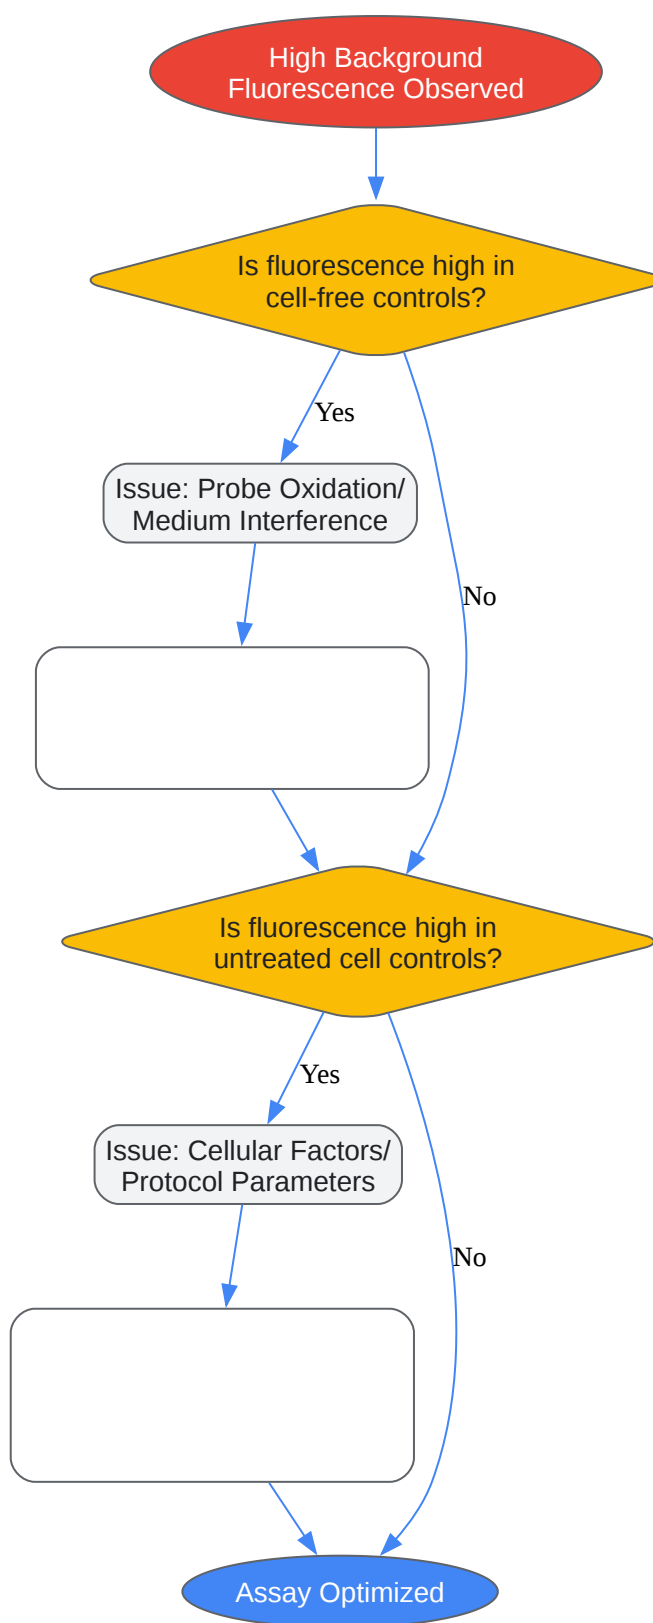 High Background
Fluorescence Observed
Is fluorescence high in
cell-free controls?
Yes
Issue: Probe Oxidation/
Medium Interference
No
Is fluorescence high in
untreated cell controls?
Yes
Issue: Cellular Factors/
Protocol Parameters
No
Assay Optimized